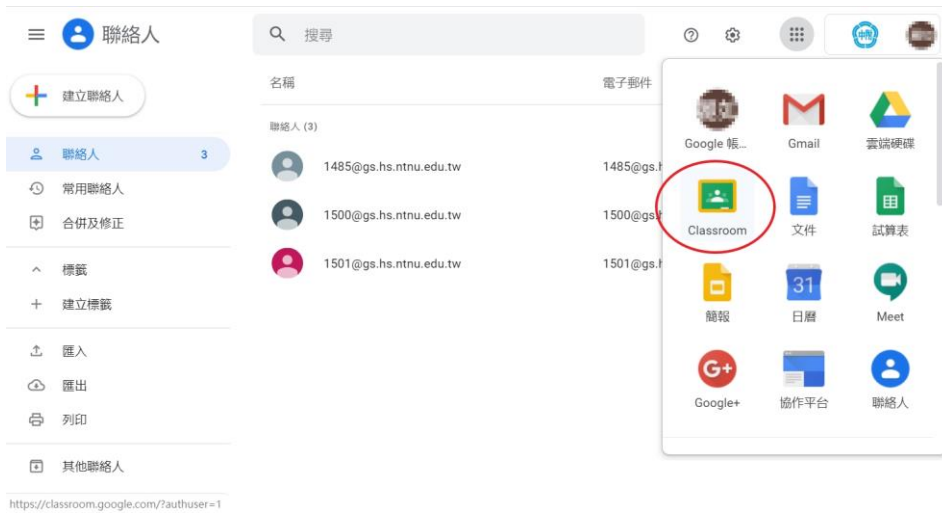 聯絡人
搜尋
建立聯絡人
聯絡人 3
常用聯絡人
合併及修正
標籤
建立標籤
匯入
匯出
列印
其他聯絡人
https://classroom.google.com/?authuser=1
名稱 電子郵件
聯絡人 (3)
1485@gs.hs.ntnu.edu.tw 1485@gs.h
1500@gs.hs.ntnu.edu.tw 1500@gs.h
1501@gs.hs.ntnu.edu.tw 1501@gs.h
Google 帳... Gmail 雲端硬碟
Classroom 文件 試算表
31
簡報 日曆 Meet
G+
Google+ 協作平台 聯絡人